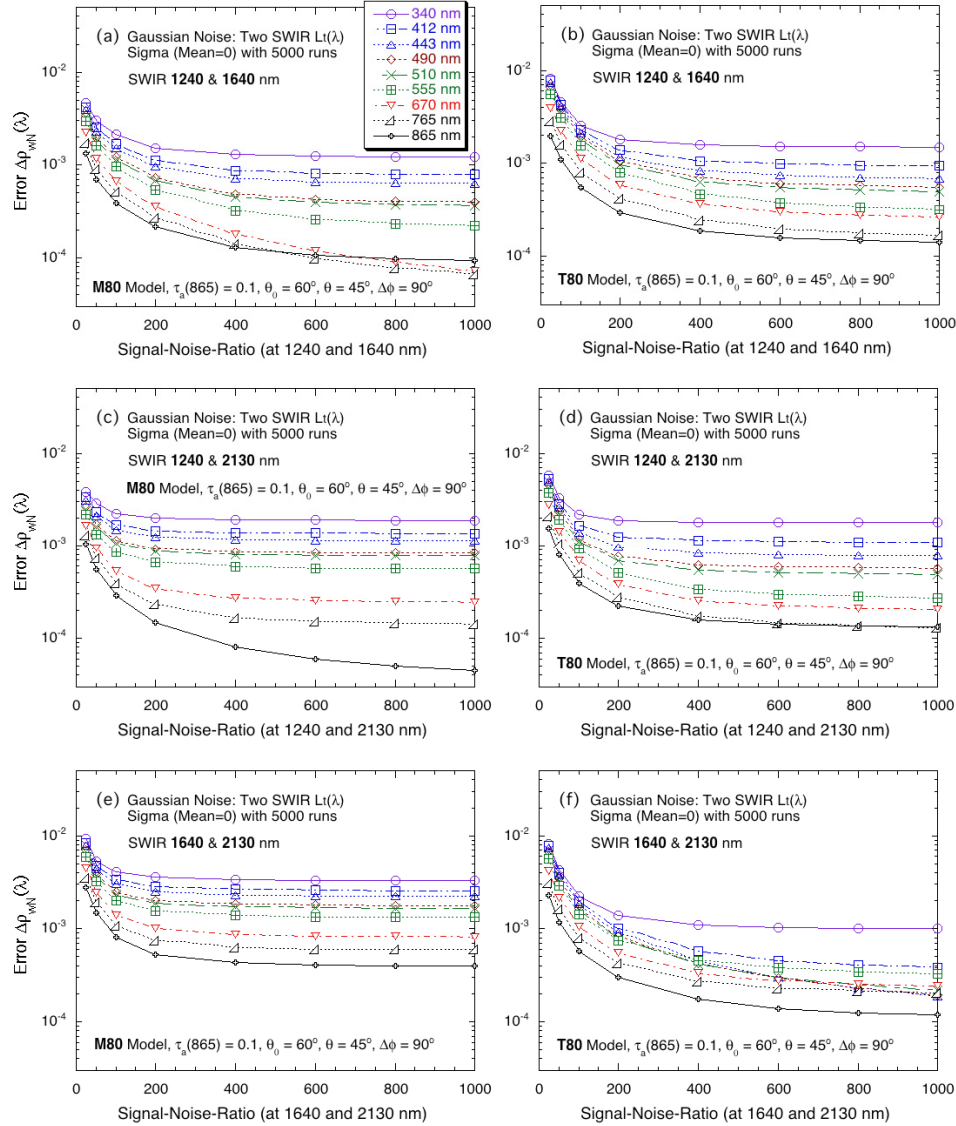 (a) Gaussian Noise: Two SWIR Lt(λ)
Sigma (Mean=0) with 5000 runs
SWIR 1240 & 1640 nm
340 nm
412 nm
443 nm
490 nm
510 nm
555 nm
670 nm
765 nm
865 nm
10⁻²
10⁻³
10⁻⁴
Error Δρ_wN(λ)
M80 Model, τ_a(865) = 0.1, θ_0 = 60°, θ = 45°, Δϕ = 90°
0 200 400 600 800 1000
Signal-Noise-Ratio (at 1240 and 1640 nm)
(b) Gaussian Noise: Two SWIR Lt(λ)
Sigma (Mean=0) with 5000 runs
SWIR 1240 & 1640 nm
10⁻²
10⁻³
10⁻⁴
T80 Model, τ_a(865) = 0.1, θ_0 = 60°, θ = 45°, Δϕ = 90°
0 200 400 600 800 1000
Signal-Noise-Ratio (at 1240 and 1640 nm)
(c) Gaussian Noise: Two SWIR Lt(λ)
Sigma (Mean=0) with 5000 runs
SWIR 1240 & 2130 nm
M80 Model, τ_a(865) = 0.1, θ_0 = 60°, θ = 45°, Δϕ = 90°
10⁻²
10⁻³
10⁻⁴
Error Δρ_wN(λ)
0 200 400 600 800 1000
Signal-Noise-Ratio (at 1240 and 2130 nm)
(d) Gaussian Noise: Two SWIR Lt(λ)
Sigma (Mean=0) with 5000 runs
SWIR 1240 & 2130 nm
10⁻²
10⁻³
10⁻⁴
T80 Model, τ_a(865) = 0.1, θ_0 = 60°, θ = 45°, Δϕ = 90°
0 200 400 600 800 1000
Signal-Noise-Ratio (at 1240 and 2130 nm)
(e) Gaussian Noise: Two SWIR Lt(λ)
Sigma (Mean=0) with 5000 runs
SWIR 1640 & 2130 nm
10⁻²
10⁻³
10⁻⁴
Error Δρ_wN(λ)
M80 Model, τ_a(865) = 0.1, θ_0 = 60°, θ = 45°, Δϕ = 90°
0 200 400 600 800 1000
Signal-Noise-Ratio (at 1640 and 2130 nm)
(f) Gaussian Noise: Two SWIR Lt(λ)
Sigma (Mean=0) with 5000 runs
SWIR 1640 & 2130 nm
10⁻²
10⁻³
10⁻⁴
T80 Model, τ_a(865) = 0.1, θ_0 = 60°, θ = 45°, Δϕ = 90°
0 200 400 600 800 1000
Signal-Noise-Ratio (at 1640 and 2130 nm)